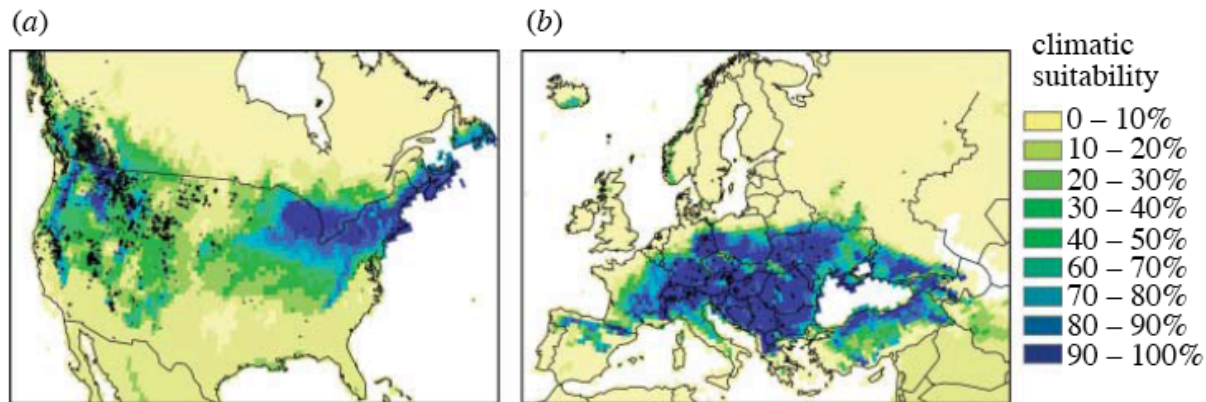 (a)
(b)
climatic
suitability
0 – 10%
10 – 20%
20 – 30%
30 – 40%
40 – 50%
60 – 70%
70 – 80%
80 – 90%
90 – 100%